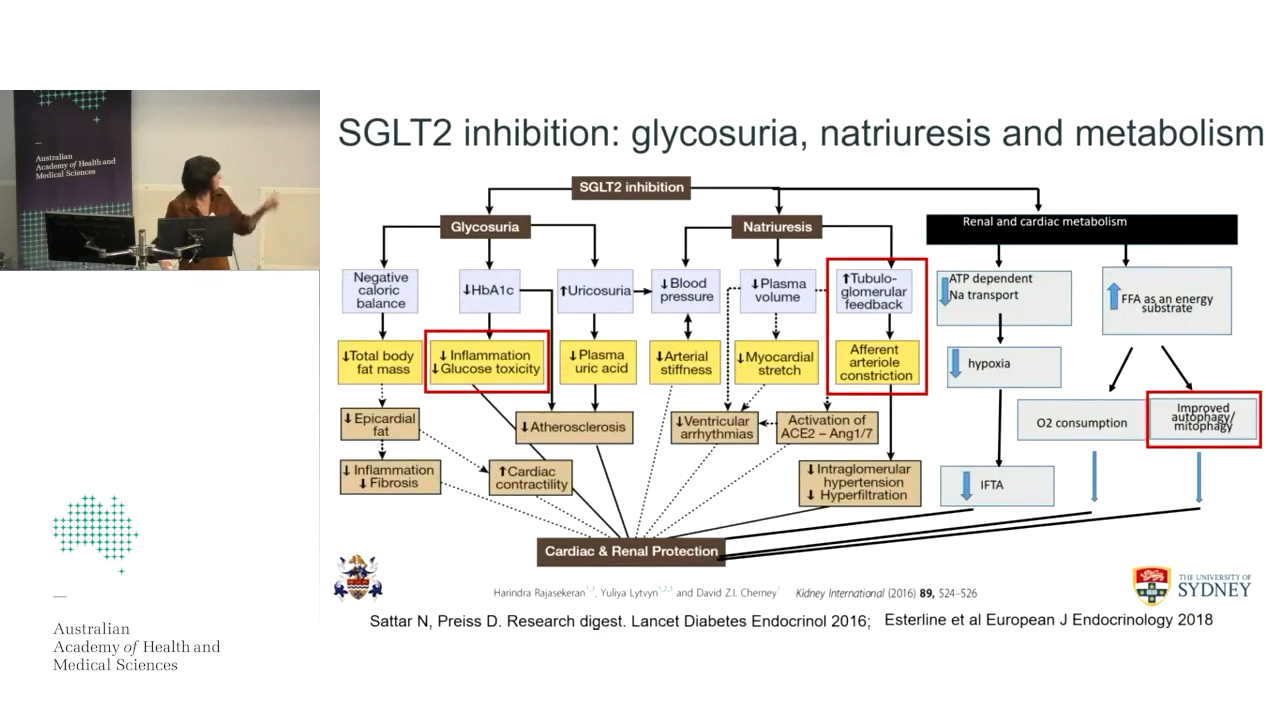 Australian
Academy of Health and
Medical Sciences
SGLT2 inhibition: glycosuria, natriuresis and metabolism
SGLT2 inhibition
Glycosuria
Natriuresis
Renal and cardiac metabolism
Negative
caloric
balance
↓HbA1c
↑Uricosuria
↓Blood
pressure
↓Plasma
volume
↑Tubulo-
glomerular
feedback
ATP dependent
Na transport
FFA as an energy
substrate
↓Total body
fat mass
↓Inflammation
↓Glucose toxicity
↓Plasma
uric acid
↓Arterial
stiffness
↓Myocardial
stretch
Afferent
arteriole
constriction
hypoxia
↓Epicardial
fat
↓Atherosclerosis
↓Ventricular
arrhythmias
Activation of
ACE2 – Ang1/7
O2 consumption
Improved
autophagy/
mitophagy
↓Inflammation
↓Fibrosis
↑Cardiac
contractility
↓Intraglomerular
hypertension
↓Hyperfiltration
IFTA
Cardiac & Renal Protection
Harindra Rajasekeran1,3, Yuliya Lytvyn1,2,3 and David Z.I. Cherney1 Kidney International (2016) 89, 524–526
THE UNIVERSITY OF
SYDNEY
Sattar N, Preiss D. Research digest. Lancet Diabetes Endocrinol 2016; Esterline et al European J Endocrinology 2018
Australian
Academy of Health and
Medical Sciences